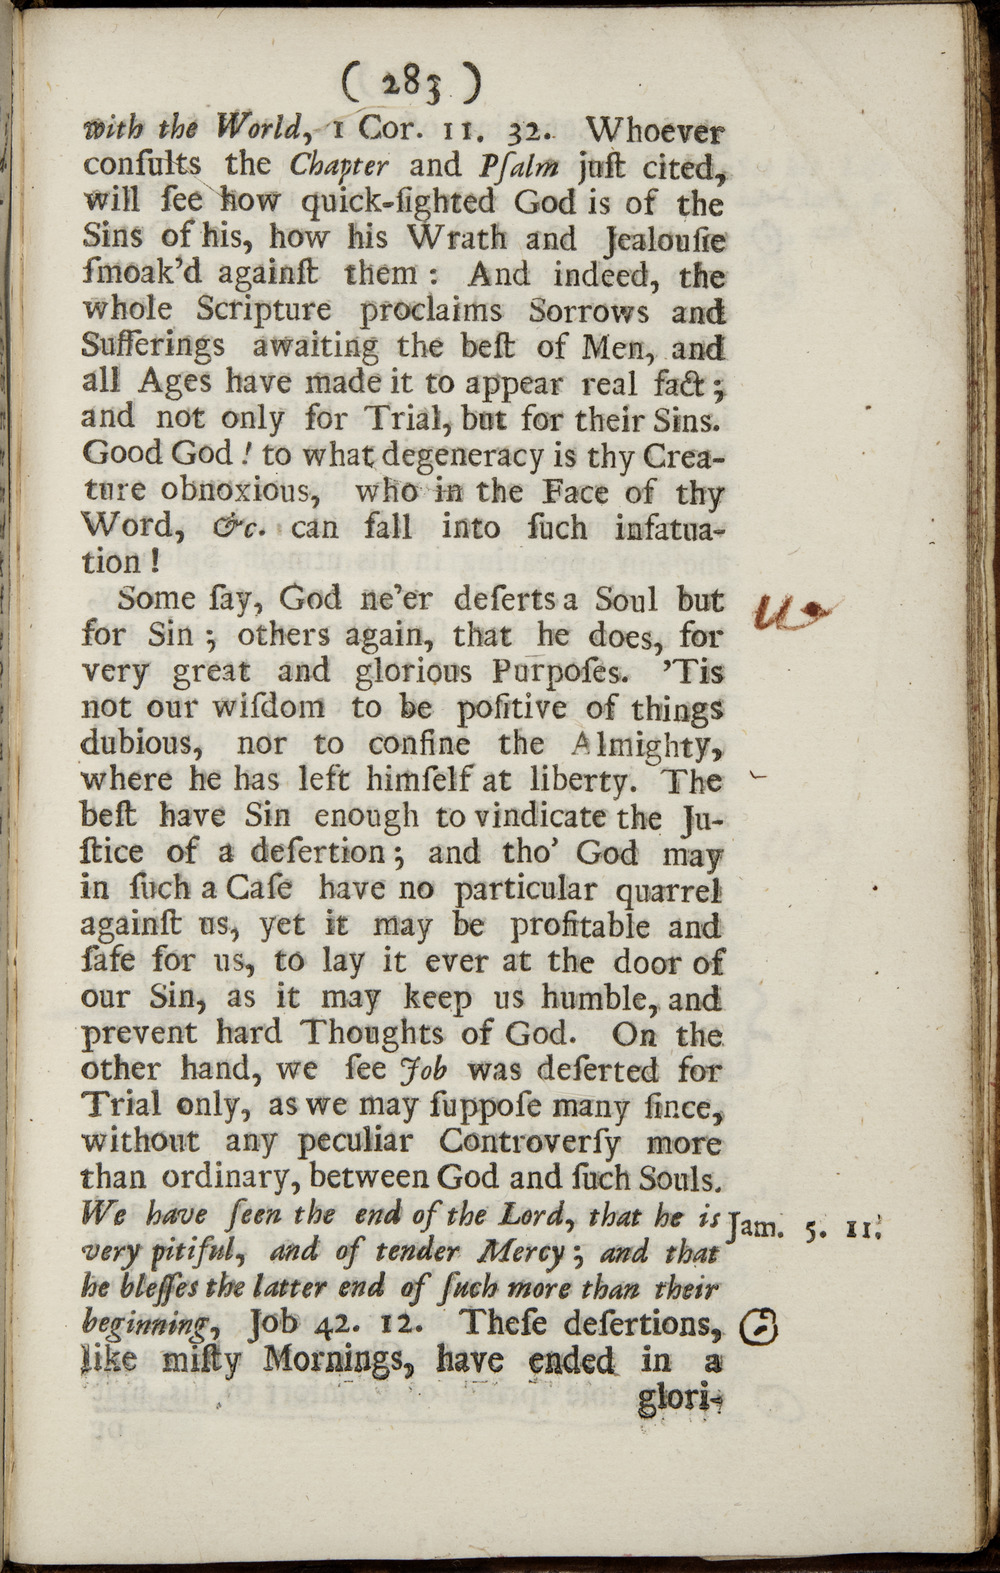 ( 283 )
with the World, 1 Cor. 11. 32. Whoever
conſults the Chapter and Pſalm juſt cited,
will ſee how quick-ſighted God is of the
Sins of his, how his Wrath and Jealouſie
ſmoak’d againſt them : And indeed, the
whole Scripture proclaims Sorrows and
Sufferings awaiting the beſt of Men, and
all Ages have made it to appear real fact ;
and not only for Trial, but for their Sins.
Good God ! to what degeneracy is thy Crea-
ture obnoxious, who in the Face of thy
Word, &c. can fall into ſuch infatua-
tion !
Some ſay, God ne’er deſerts a Soul but
for Sin ; others again, that he does, for
very great and glorious Purpoſes. ’Tis
not our wiſdom to be poſitive of things
dubious, nor to confine the Almighty,
where he has left himſelf at liberty. The
beſt have Sin enough to vindicate the Ju-
ſtice of a deſertion ; and tho’ God may
in ſuch a Caſe have no particular quarrel
againſt us, yet it may be profitable and
ſafe for us, to lay it ever at the door of
our Sin, as it may keep us humble, and
prevent hard Thoughts of God. On the
other hand, we ſee Job was deſerted for
Trial only, as we may ſuppoſe many ſince,
without any peculiar Controverſy more
than ordinary, between God and ſuch Souls.
We have ſeen the end of the Lord, that he is
Jam. 5. 11.
very pitiful, and of tender Mercy ; and that
he bleſſes the latter end of ſuch more than their
beginning, Job 42. 12. Theſe deſertions,
like miſty Mornings, have ended in a
glori-